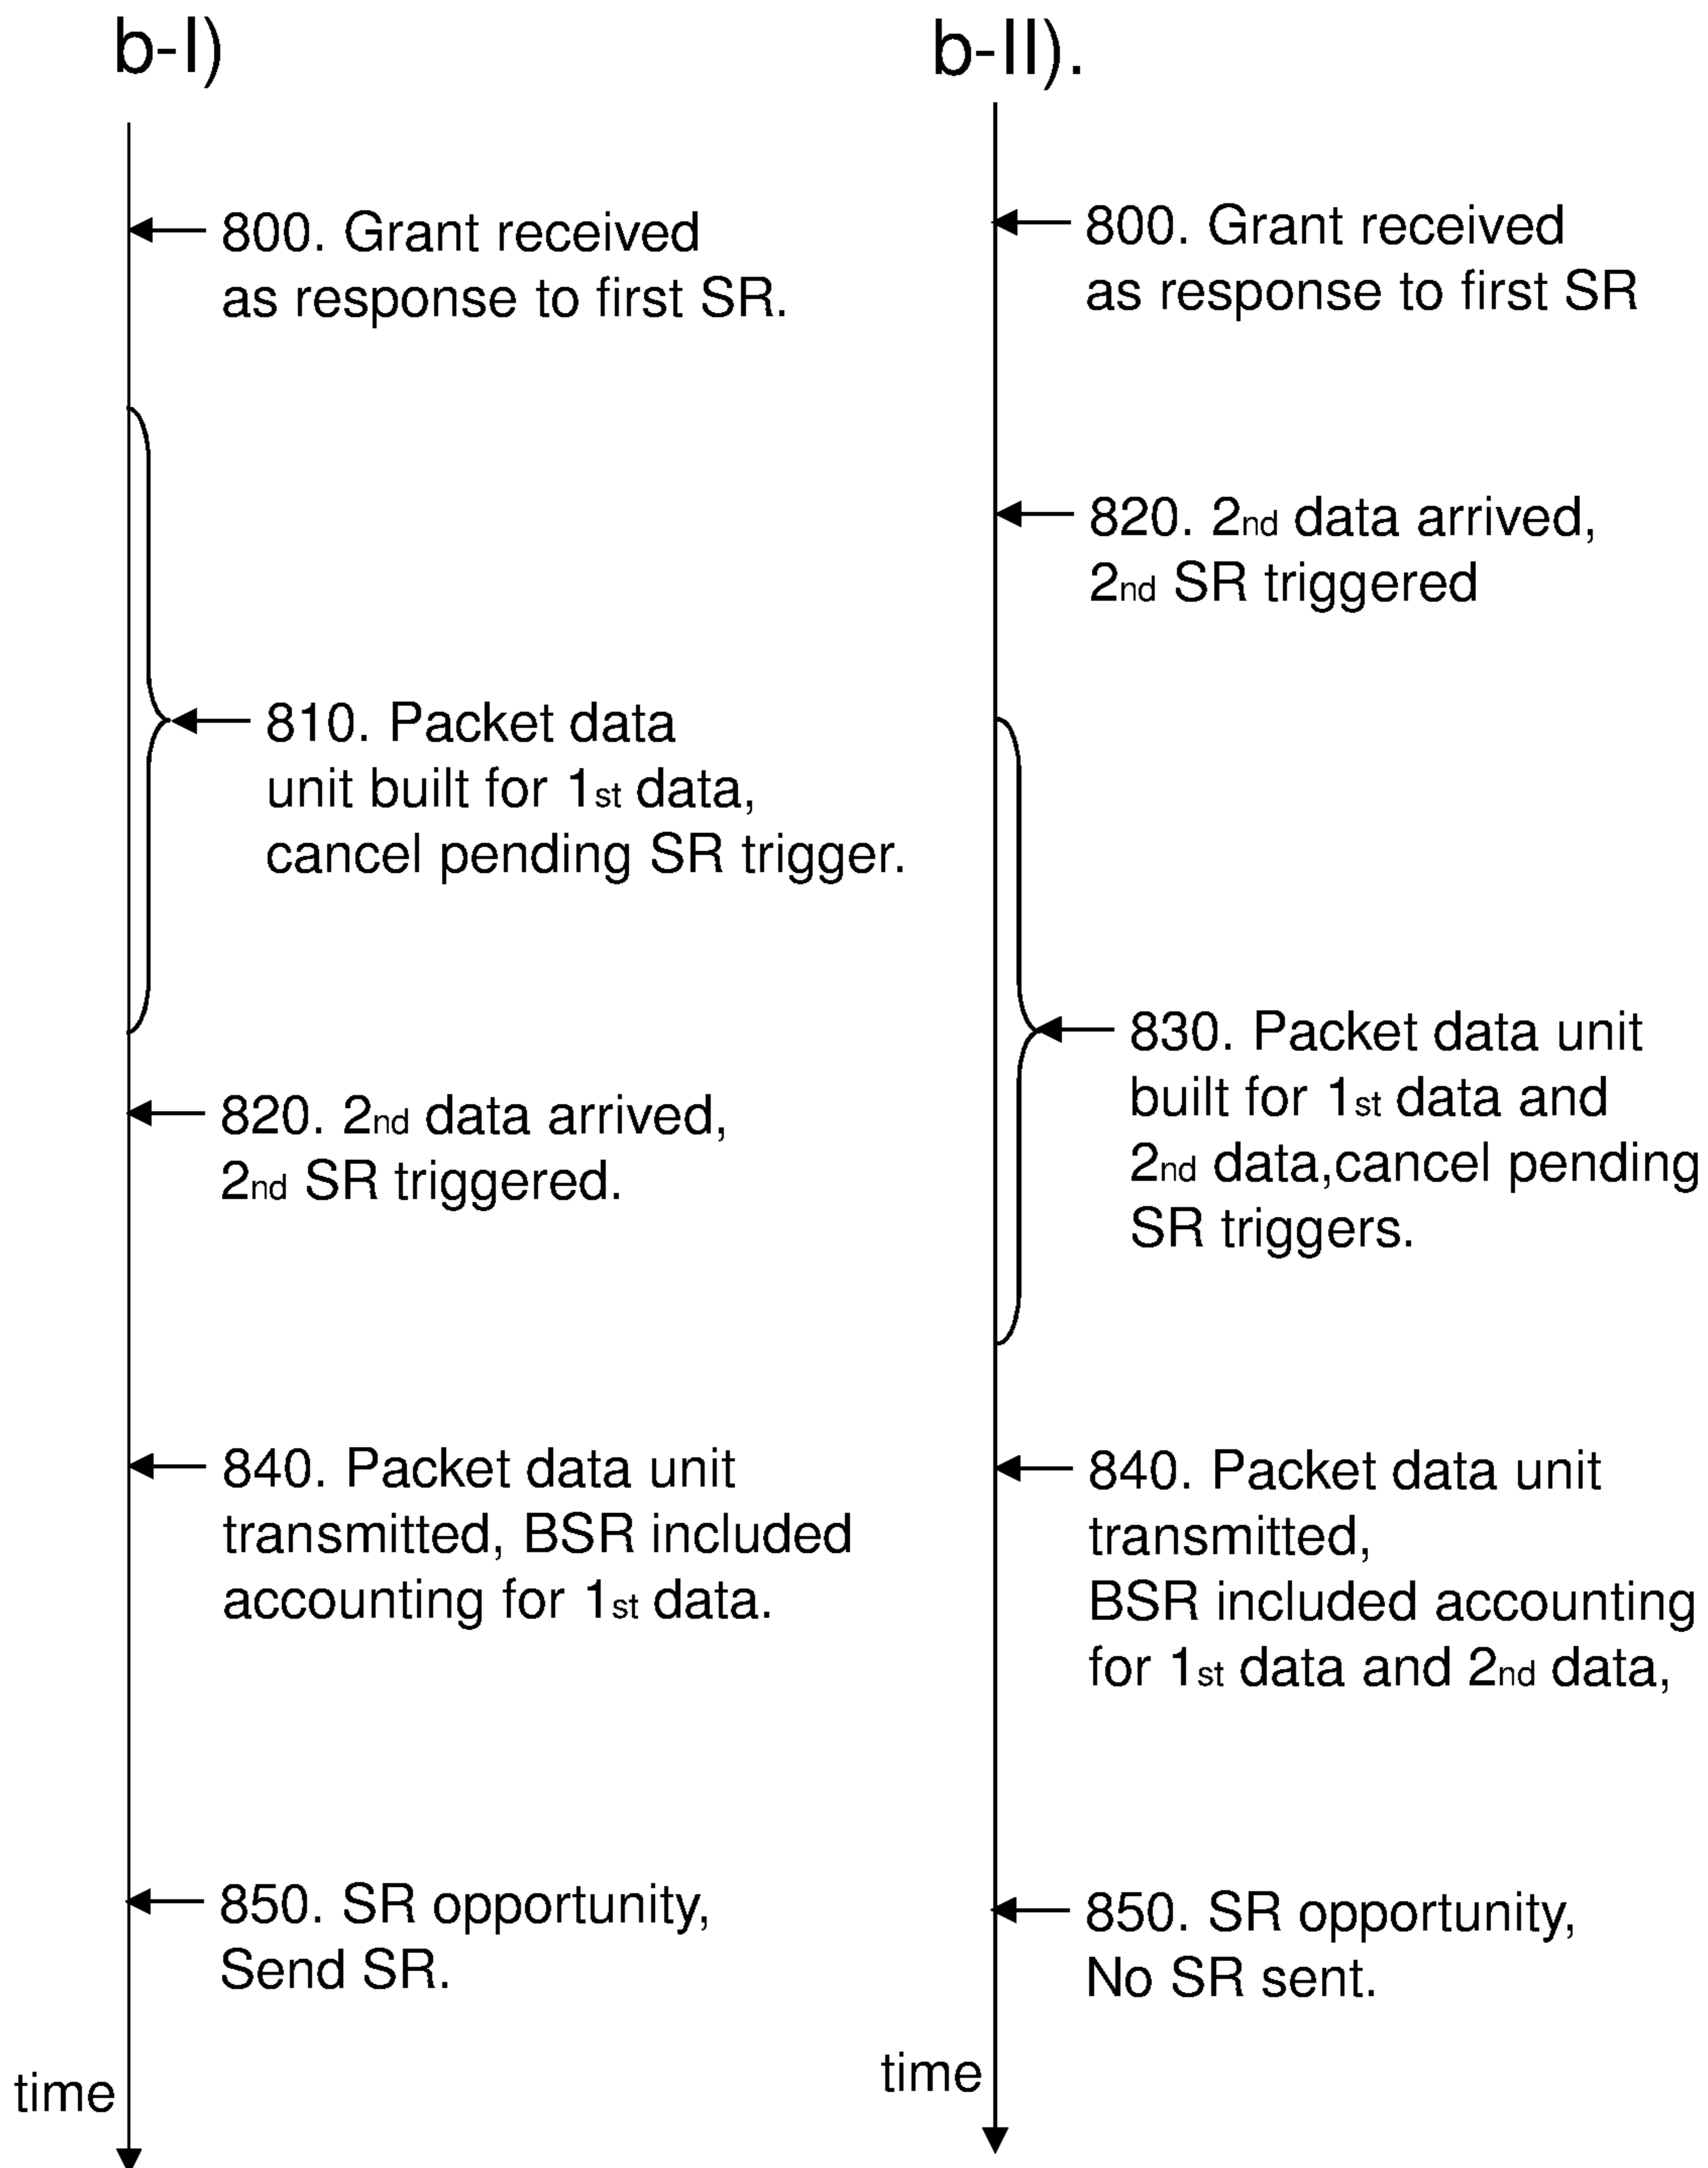 b-I)
800. Grant received
as response to first SR.
810. Packet data
unit built for 1st data,
cancel pending SR trigger.
820. 2nd data arrived,
2nd SR triggered.
840. Packet data unit
transmitted, BSR included
accounting for 1st data.
850. SR opportunity,
Send SR.
time
b-II).
800. Grant received
as response to first SR
820. 2nd data arrived,
2nd SR triggered
830. Packet data unit
built for 1st data and
2nd data,cancel pending
SR triggers.
840. Packet data unit
transmitted,
BSR included accounting
for 1st data and 2nd data,
850. SR opportunity,
No SR sent.
time